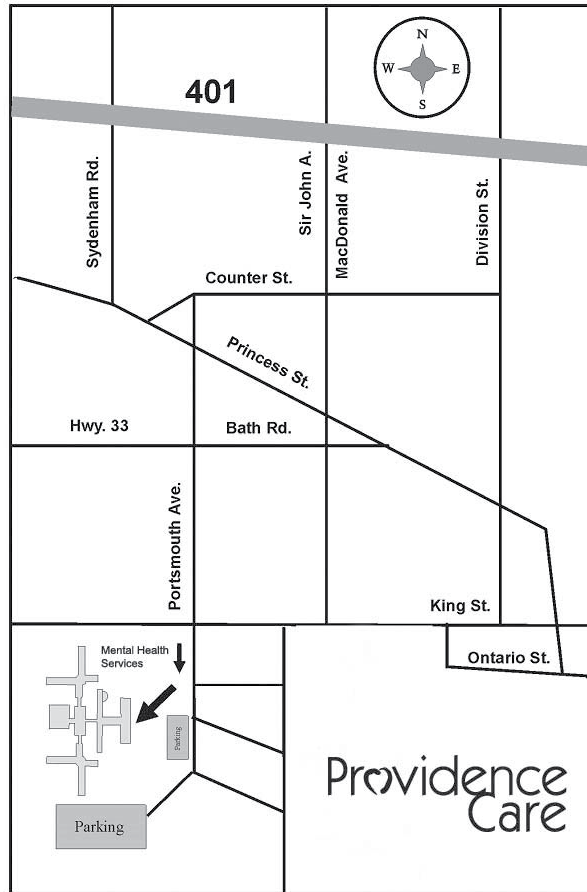 N
W
E
S
401
Sydenham Rd.
Sir John A.
MacDonald Ave.
Division St.
Counter St.
Princess St.
Hwy. 33
Bath Rd.
Portsmouth Ave.
King St.
Mental Health
Services
Ontario St.
Parking
Parking
Providence
Care